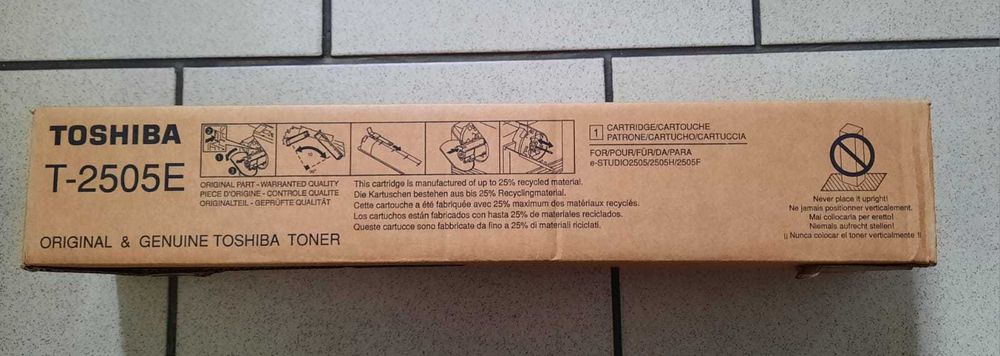 TOSHIBA
T-2505E
ORIGINAL PART - WARRANTED QUALITY
PIECE D'ORIGINE - CONTROLE QUALITE
ORIGINALTEIL - GEPRÜFTE QUALITÄT
ORIGINAL & GENUINE TOSHIBA TONER
This cartridge is manufactured of up to 25% recycled material.
Die Kartuschen bestehen aus bis 25% Recyclingmaterial.
Cette cartouche a été fabriquée avec 25% maximum des matériaux recyclés.
Los cartuchos están fabricados con hasta 25% de materiales reciclados.
Queste cartucce sono fabbricate da fino a 25% di materiali riciclati.
1 CARTRIDGE/CARTOUCHE
PATRONE/CARTUCHO/CARTUCCIA
FOR/POUR/FÜR/DA/PARA
e-STUDIO2505/2505H/2505F
Never place it upright!
Ne jamais positionner verticalement.
Mai collocarla per eretto!
Niemals aufrecht stellen!
¡¡ Nunca colocar el toner verticalmente !!